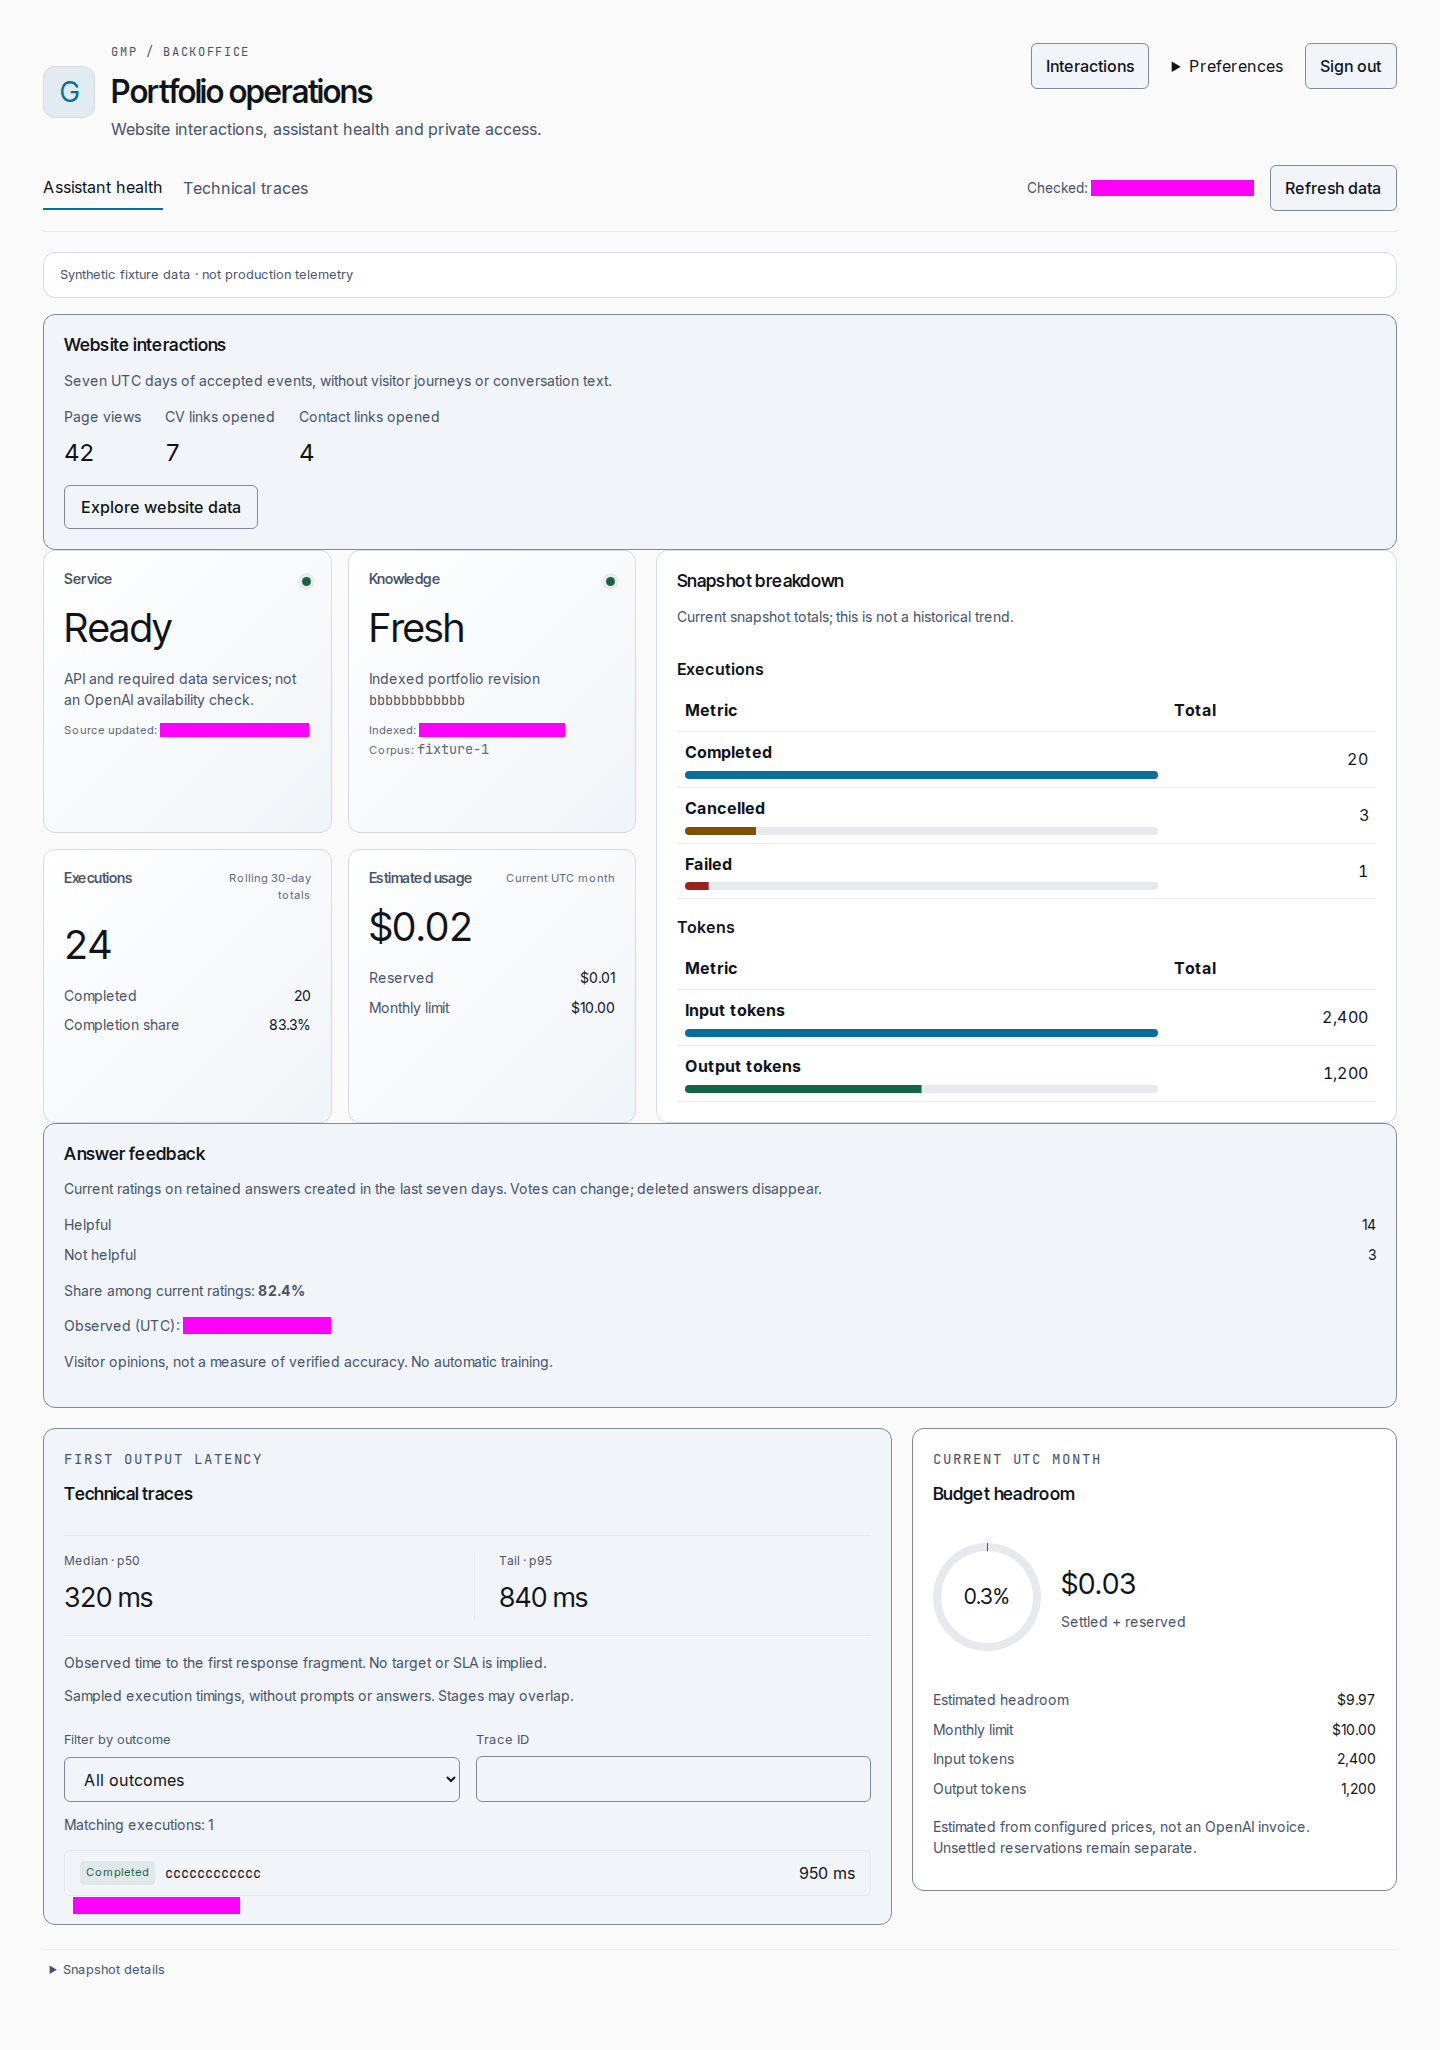 GMP / BACKOFFICE
G
Portfolio operations
Website interactions, assistant health and private access.
Interactions
▶ Preferences
Sign out
Assistant health
Technical traces
Checked:
Refresh data
Synthetic fixture data · not production telemetry
Website interactions
Seven UTC days of accepted events, without visitor journeys or conversation text.
Page views CV links opened Contact links opened
42 7 4
Explore website data
Service
Ready
API and required data services; not
an OpenAI availability check.
Source updated:
Knowledge
Fresh
Indexed portfolio revision
bbbbbbbbbbbb
Indexed:
Corpus: fixture-1
Executions
Rolling 30-day
totals
24
Completed 20
Completion share 83.3%
Estimated usage
Current UTC month
$0.02
Reserved $0.01
Monthly limit $10.00
Snapshot breakdown
Current snapshot totals; this is not a historical trend.
Executions
Metric Total
Completed 20
Cancelled 3
Failed 1
Tokens
Metric Total
Input tokens 2,400
Output tokens 1,200
Answer feedback
Current ratings on retained answers created in the last seven days. Votes can change; deleted answers disappear.
Helpful 14
Not helpful 3
Share among current ratings: 82.4%
Observed (UTC):
Visitor opinions, not a measure of verified accuracy. No automatic training.
FIRST OUTPUT LATENCY
Technical traces
Median · p50
320 ms
Tail · p95
840 ms
Observed time to the first response fragment. No target or SLA is implied.
Sampled execution timings, without prompts or answers. Stages may overlap.
Filter by outcome
All outcomes
Trace ID
Matching executions: 1
Completed cccccccccccc 950 ms
CURRENT UTC MONTH
Budget headroom
0.3%
$0.03
Settled + reserved
Estimated headroom $9.97
Monthly limit $10.00
Input tokens 2,400
Output tokens 1,200
Estimated from configured prices, not an OpenAI invoice.
Unsettled reservations remain separate.
▶ Snapshot details